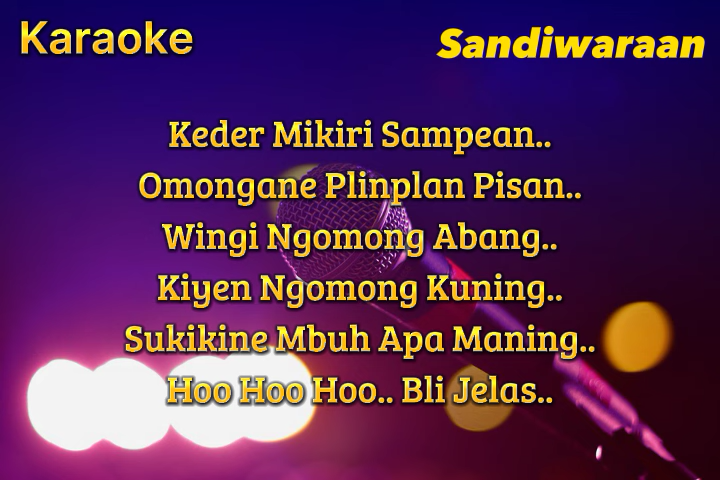 Karaoke
Sandiwaraan
Keder Mikiri Sampean..
Omongane Plinplan Pisan..
Wingi Ngomong Abang..
Kiyen Ngomong Kuning..
Sukikine Mbuh Apa Maning..
Hoo Hoo Hoo.. Bli Jelas..